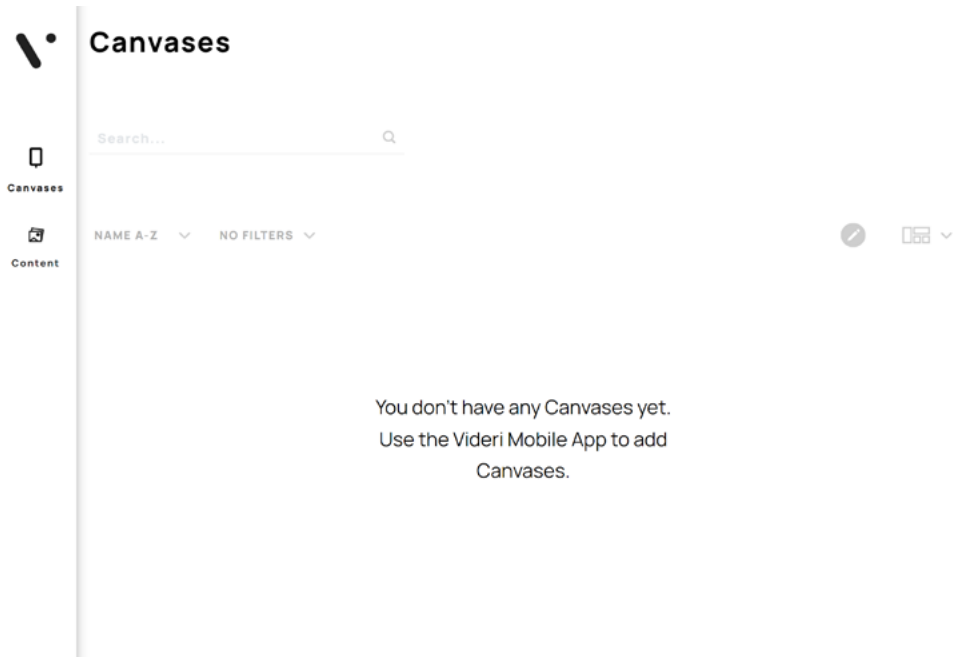 Canvases
Search...
Canvases
NAME A-Z
NO FILTERS
Content
You don't have any Canvases yet.
Use the Videri Mobile App to add
Canvases.